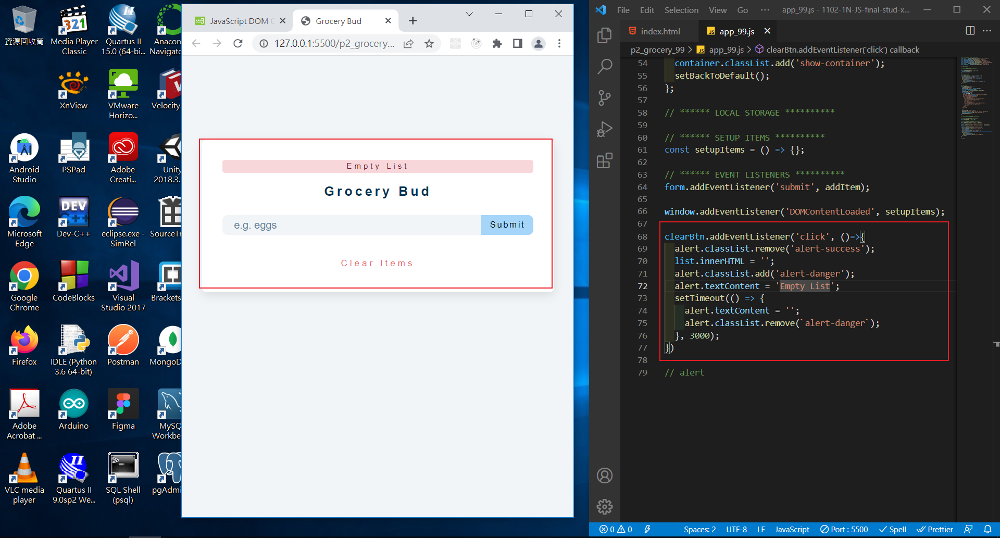 資源回收筒
Media Player
Classic
Quartus II
15.0 (64-bi...
Anacon
Navigato
XnView
VMware
Horizo...
Velocity.
Android
Studio
PSPad
Adobe
Creati...
Unity
2018.3.
Microsoft
Edge
DEV
C++
Dev-C++
eclipse.exe -
SimRel
SourceTr
Google
Chrome
CodeBlocks
Visual
Studio 2017
Brackets
Firefox
IDLE (Python
3.6 64-bit)
Postman
MongoD
Adobe
Acrobat ...
Arduino
Figma
MySQ
Workbe
VLC media
player
Quartus II
9.0sp2 We...
SQL Shell
(psql)
pgAdmi
JavaScript DOM
Grocery Bud
127.0.0.1:5500/p2_grocery...
Empty List
Grocery Bud
e.g. eggs
Submit
Clear Items
File Edit Selection View Go ··· app_99.js - 1102-1N-JS-final-stud-x...
index.html
JS app_99.js
p2_grocery_99 > JS app_99.js > clearBtn.addEventListener('click') callback
54 container.classList.add('show-container');
55 setBackToDefault();
56 };
57
58 // ****** LOCAL STORAGE **********
59
60 // ****** SETUP ITEMS **********
61 const setupItems = () => {};
62
63 // ****** EVENT LISTENERS **********
64 form.addEventListener('submit', addItem);
65
66 window.addEventListener('DOMContentLoaded', setupItems);
67
68 clearBtn.addEventListener('click', ()=>{
69 alert.classList.remove('alert-success');
70 list.innerHTML = '';
71 alert.classList.add('alert-danger');
72 alert.textContent = 'Empty List';
73 setTimeout(() => {
74 alert.textContent = '';
75 alert.classList.remove(`alert-danger`);
76 }, 3000);
77 })
78
79 // alert
0 0 Spaces: 2 UTF-8 LF JavaScript Port : 5500 Spell Prettier